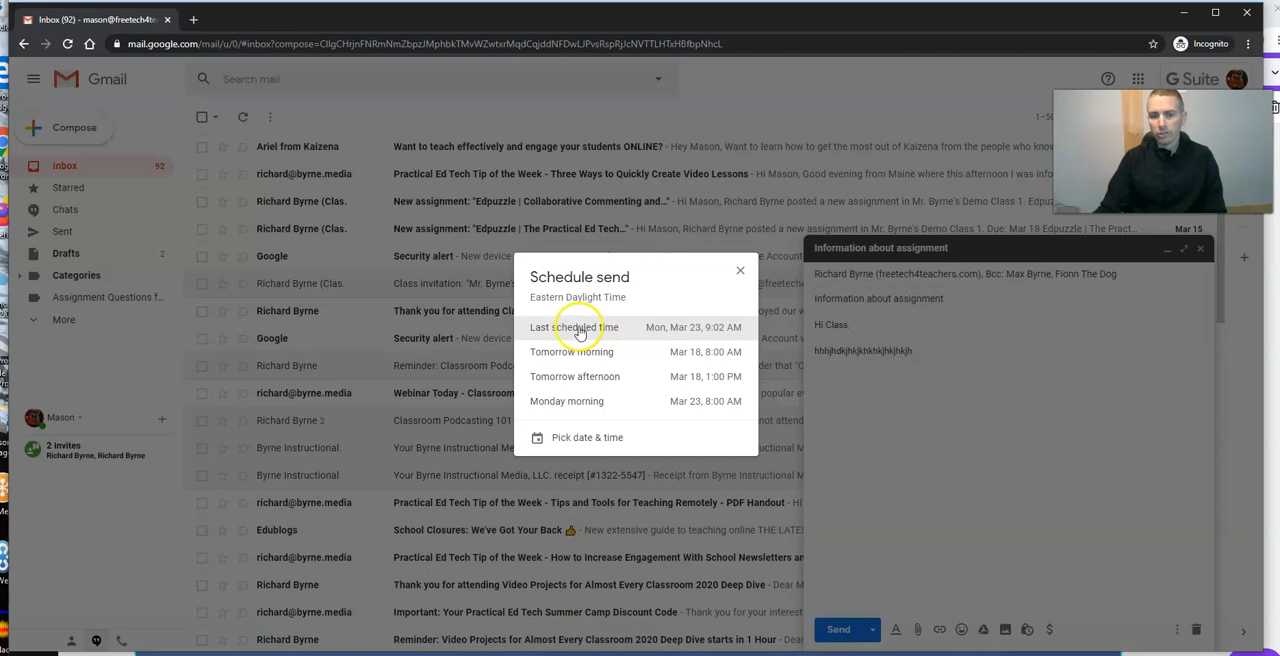 Inbox (92) - mason@freetech4te
mail.google.com/mail/u/0/#inbox?compose=
Incognito
Gmail
Search mail
G Suite
Compose
1–50
Inbox 92
Starred
Chats
Sent
Drafts 2
Categories
Assignment Questions f...
More
Mason
2 Invites
Richard Byrne, Richard Byrne
Ariel from Kaizena Want to teach effectively and engage your students ONLINE? - Hey Mason, Want to learn how to get the most out of Kaizena from the people who know
richard@byrne.media Practical Ed Tech Tip of the Week - Three Ways to Quickly Create Video Lessons - Hi Mason, Good evening from Maine where this afternoon I was
Richard Byrne (Clas. New assignment: "Edpuzzle | Collaborative Commenting and..." - Hi Mason, Richard Byrne posted a new assignment in Mr. Byrne's Demo Class 1. Edpuzzle
Richard Byrne (Clas. New assignment: "Edpuzzle | The Practical Ed Tech..." - Hi Mason, Richard Byrne posted a new assignment in Mr. Byrne's Demo Class 1. Due: Mar 18 Edpuzzle | The Pract... Mar 15
Google Security alert - New device
Richard Byrne (Clas. Class invitation: "Mr. Byrne's
Richard Byrne Thank you for attending
Google Security alert - New device
Richard Byrne Reminder: Classroom Podcast
richard@byrne.media Webinar Today - Classroom
Richard Byrne 2 Classroom Podcasting 101
Byrne Instructional. Your Byrne Instructional
Byrne Instructional Your Byrne Instructional Media, LLC. receipt [#1322-5547] - Receipt from Byrne Instructional
richard@byrne.media Practical Ed Tech Tip of the Week - Tips and Tools for Teaching Remotely - PDF Handout - Hi
Edublogs School Closures: We've Got Your Back 👍 - New extensive guide to teaching online THE LATE
richard@byrne.media Practical Ed Tech Tip of the Week - How to Increase Engagement With School Newsletters an
Richard Byrne Thank you for attending Video Projects for Almost Every Classroom 2020 Deep Dive - Dear
richard@byrne.media Important: Your Practical Ed Tech Summer Camp Discount Code - Thank you for your interest
Richard Byrne Reminder: Video Projects for Almost Every Classroom 2020 Deep Dive starts in 1 Hour -
Schedule send
Eastern Daylight Time
Last scheduled time Mon, Mar 23, 9:02 AM
Tomorrow morning Mar 18, 8:00 AM
Tomorrow afternoon Mar 18, 1:00 PM
Monday morning Mar 23, 8:00 AM
Pick date & time
Information about assignment
Richard Byrne (freetech4teachers.com), Bcc: Max Byrne, Fionn The Dog
Information about assignment
Hi Class,
hhhjhdkjhkjkhkhkjhkjhkjh
Send